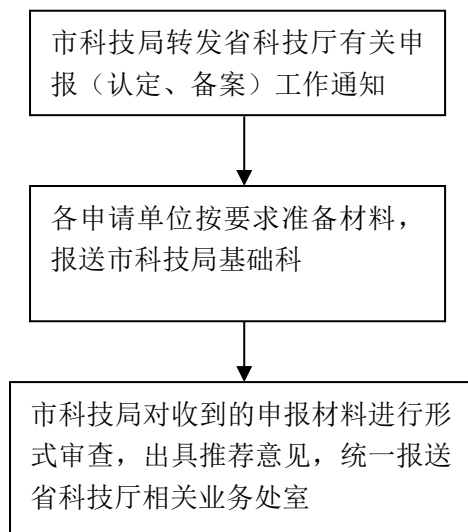 市科技局转发省科技厅有关申
报（认定、备案）工作通知
各申请单位按要求准备材料，
报送市科技局基础科
市科技局对收到的申报材料进行形
式审查，出具推荐意见，统一报送
省科技厅相关业务处室